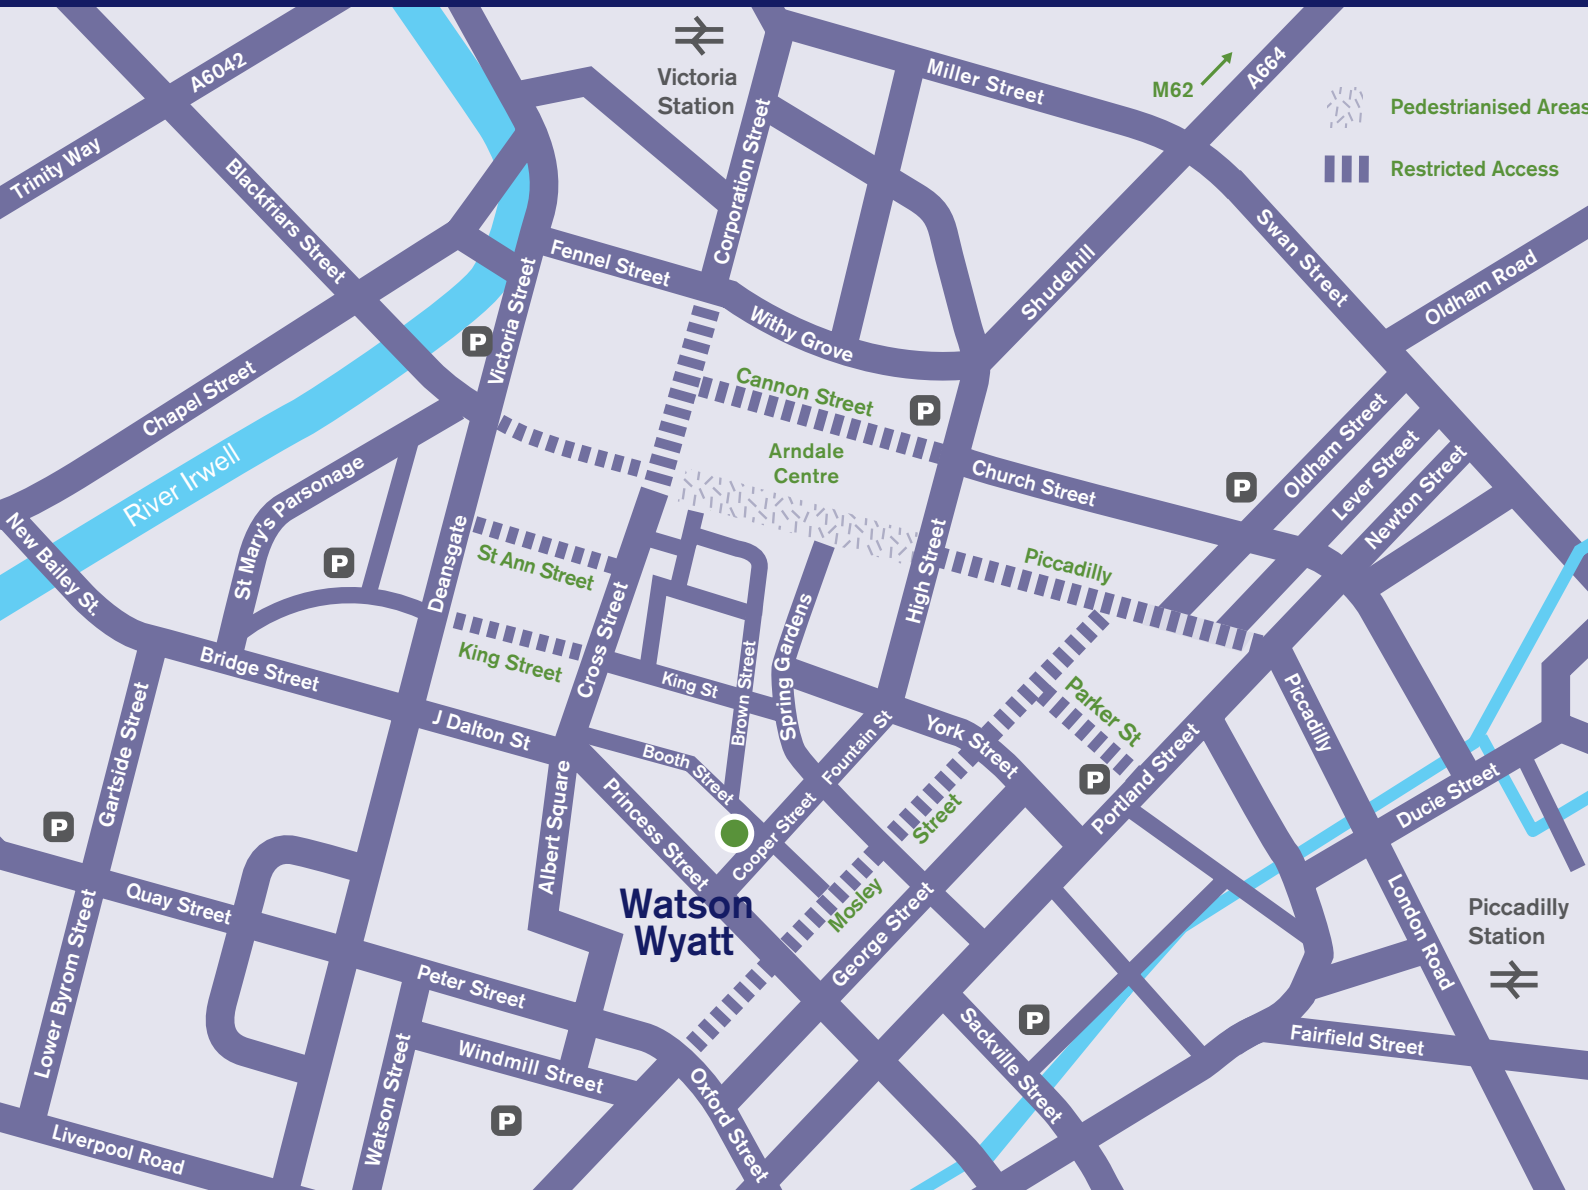 A6042
Trinity Way
Blackfriars Street
Victoria
Station
Corporation Street
Miller Street
M62
A664
Pedestrianised Areas
Restricted Access
Fennel Street
Victoria Street
Withy Grove
Shudehill
Swan Street
Oldham Road
P
Chapel Street
River Irwell
Cannon Street
P
Arndale
Centre
Church Street
P
Oldham Street
Lever Street
Newton Street
New Bailey St.
St Mary's Parsonage
P
Deansgate
St Ann Street
Cross Street
High Street
Piccadilly
Bridge Street
King Street
King St
Brown Street
Spring Gardens
Parker St
Piccadilly
Gartside Street
J Dalton St
Booth Street
Fountain St
York Street
P
Portland Street
Ducie Street
P
Albert Square
Princess Street
Cooper Street
Mosley
Street
Quay Street
Watson
Wyatt
George Street
London Road
Piccadilly
Station
Lower Byrom Street
Peter Street
Windmill Street
Watson Street
P
Oxford Street
Sackville Street
P
Fairfield Street
Liverpool Road